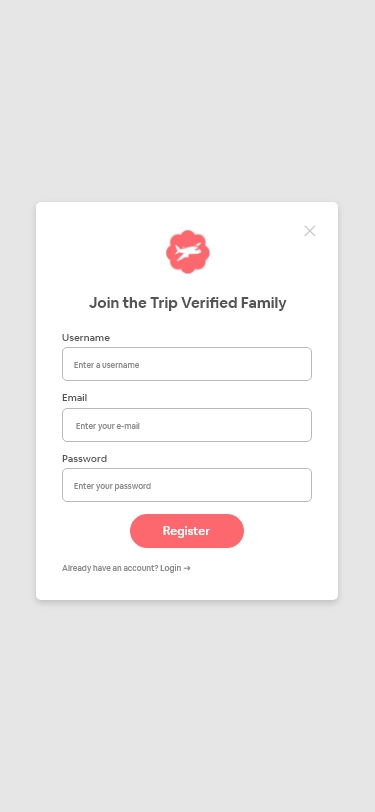 Join the Trip Verified Family
Username
Enter a username
Email
Enter your e-mail
Password
Enter your password
Register
Already have an account? Login →